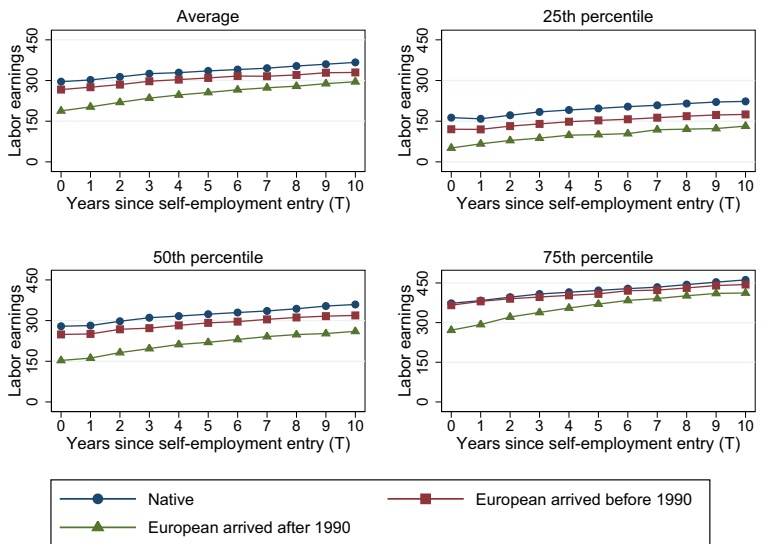 Average
Labor earnings
450
300
150
0
0 1 2 3 4 5 6 7 8 9 10
Years since self-employment entry (T)
25th percentile
Labor earnings
450
300
150
0
0 1 2 3 4 5 6 7 8 9 10
Years since self-employment entry (T)
50th percentile
Labor earnings
450
300
150
0
0 1 2 3 4 5 6 7 8 9 10
Years since self-employment entry (T)
75th percentile
Labor earnings
450
300
150
0
0 1 2 3 4 5 6 7 8 9 10
Years since self-employment entry (T)
Native
European arrived before 1990
European arrived after 1990